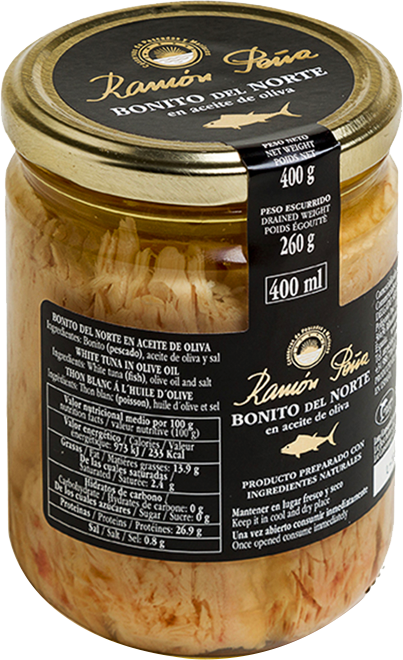 Ramón Peña
BONITO DEL NORTE
en aceite de oliva
PESO NETO
NET WEIGHT
POIDS NET
400 g
PESO ESCURRIDO
DRAINED WEIGHT
POIDS ÉGOUTTÉ
260 g
400 ml
BONITO DEL NORTE EN ACEITE DE OLIVA
Ingredientes: Bonito (pescado), aceite de oliva y sal
WHITE TUNA IN OLIVE OIL
Ingredients: White tuna (fish), olive oil and salt
THON BLANC Á L'HUILE D'OLIVE
Ingredients: Thon blanc (poisson), huile d'olive et sel
Valor nutricional medio por 100 g
nutrition facts / valeur nutritive (100 g)
Valor energético / Calories / Valeur
energétique: 973 kj / 233 Kcal
Grasas / Fat / Matières grasses: 13.9 g
De las cuales saturadas /
Saturated / Saturée: 2.1 g
Hidratos de carbono /
Carbohydrate / Hydrates de carbone: 0 g
De los cuales azúcares / Sugar / Sucre: 0 g
Proteínas / Proteins / Proteines: 26.9 g
Sal / Salt / Sel: 0.8 g
Ramón Peña
BONITO DEL NORTE
en aceite de oliva
PRODUCTO PREPARADO CON
INGREDIENTES NATURALES
Mantener en lugar fresco y seco
Keep it in cool and dry place
Una vez abierto consumir inmediatamente
Once opened consume immediately